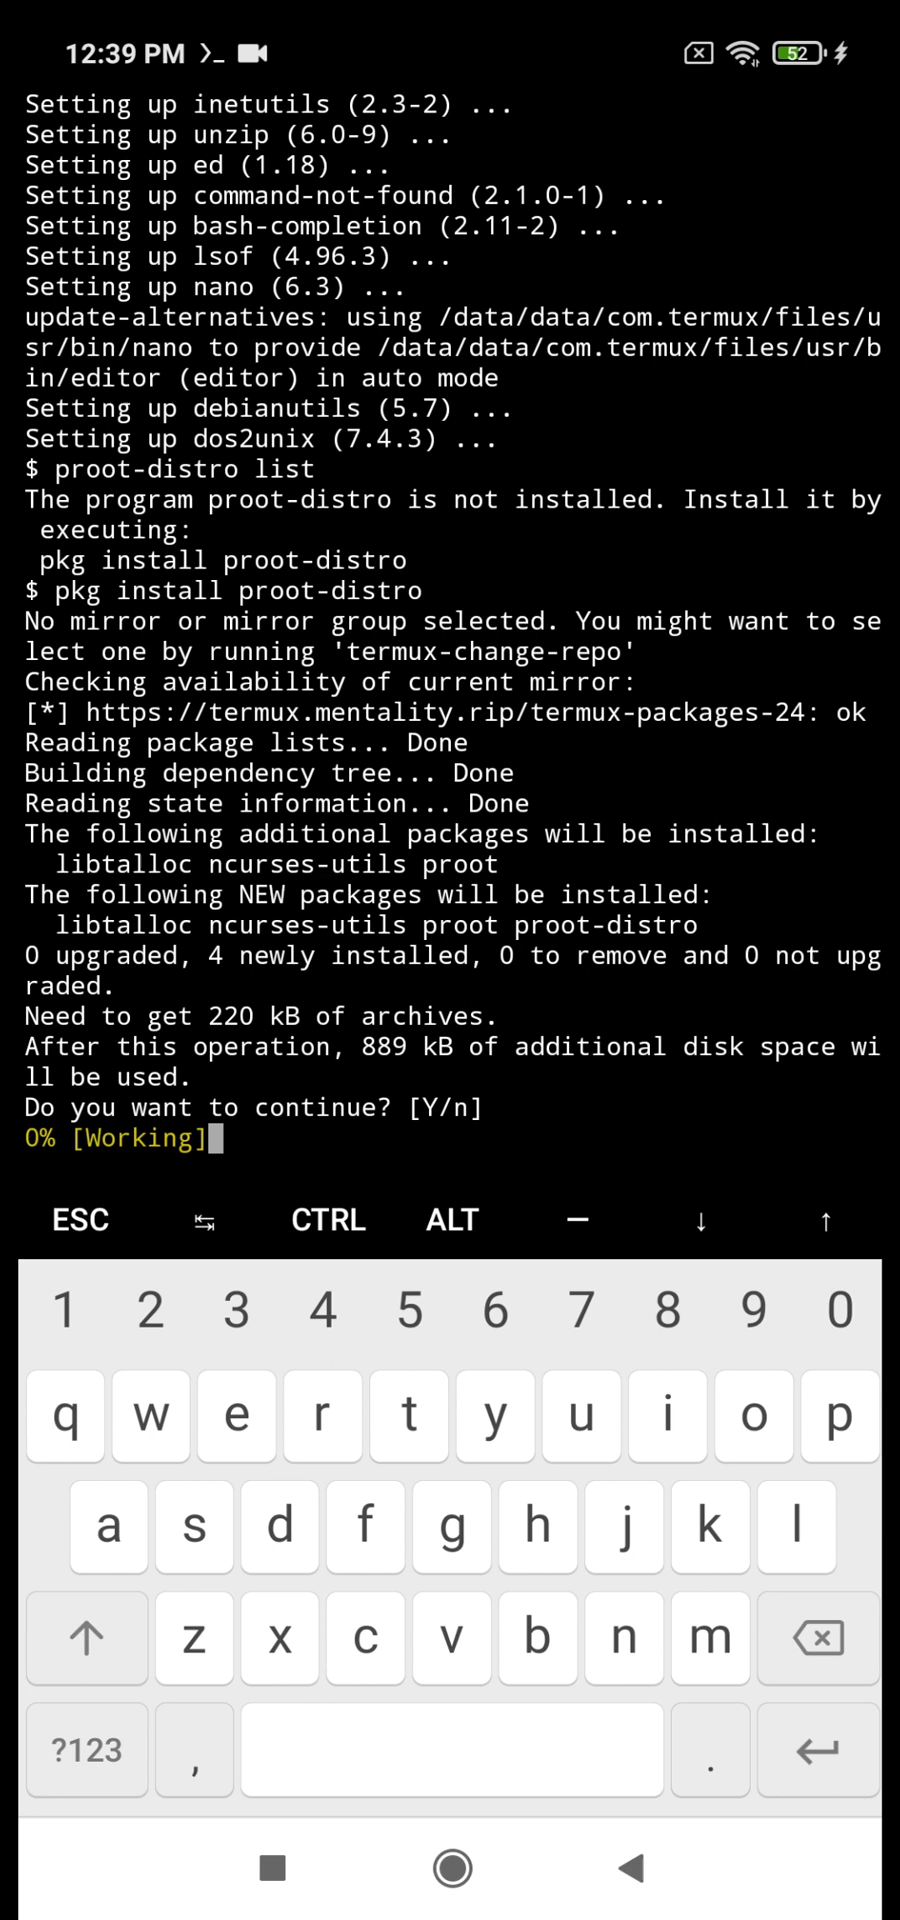 12:39 PM >_ 52
Setting up inetutils (2.3-2) ...
Setting up unzip (6.0-9) ...
Setting up ed (1.18) ...
Setting up command-not-found (2.1.0-1) ...
Setting up bash-completion (2.11-2) ...
Setting up lsof (4.96.3) ...
Setting up nano (6.3) ...
update-alternatives: using /data/data/com.termux/files/u
sr/bin/nano to provide /data/data/com.termux/files/usr/b
in/editor (editor) in auto mode
Setting up debianutils (5.7) ...
Setting up dos2unix (7.4.3) ...
$ proot-distro list
The program proot-distro is not installed. Install it by
 executing:
 pkg install proot-distro
$ pkg install proot-distro
No mirror or mirror group selected. You might want to se
lect one by running 'termux-change-repo'
Checking availability of current mirror:
[*] https://termux.mentality.rip/termux-packages-24: ok
Reading package lists... Done
Building dependency tree... Done
Reading state information... Done
The following additional packages will be installed:
  libtalloc ncurses-utils proot
The following NEW packages will be installed:
  libtalloc ncurses-utils proot proot-distro
0 upgraded, 4 newly installed, 0 to remove and 0 not upg
raded.
Need to get 220 kB of archives.
After this operation, 889 kB of additional disk space wi
ll be used.
Do you want to continue? [Y/n]
0% [Working]
ESC ↹ CTRL ALT — ↓ ↑
1 2 3 4 5 6 7 8 9 0
q w e r t y u i o p
a s d f g h j k l
z x c v b n m
?123 , .